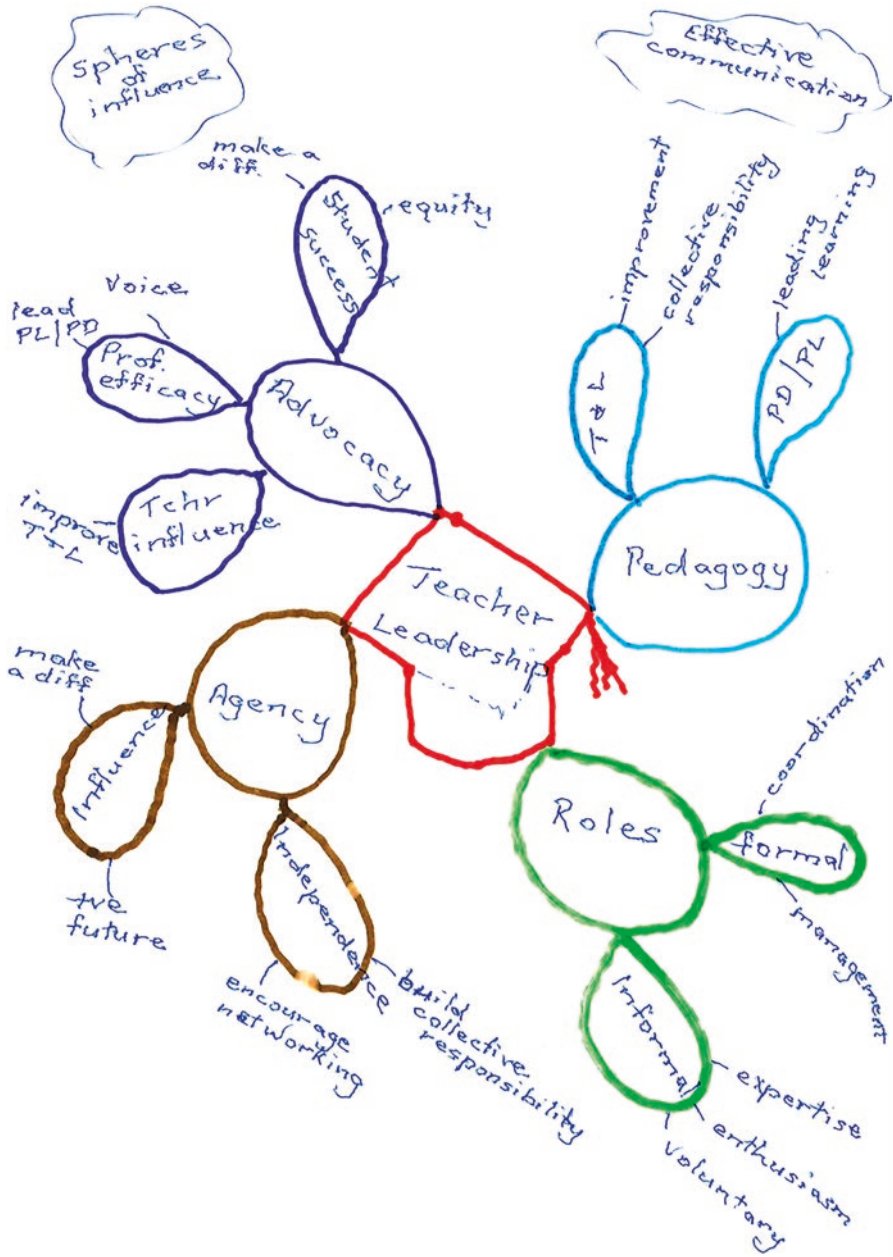 Spheres
of
influence
Effective
communication
make a
diff.
Student
success
equity
Voice
lead
PL/PD
Prof.
efficacy
Advocacy
Tchr
influence
improve
T+L
improvement
collective
responsibility
T+L
leading
learning
PD/PL
Pedagogy
Teacher
Leadership
Agency
make
a diff
Influence
+ve
future
Independence
encourage
networking
build
collective
responsibility
Roles
coordination
formal
management
Informal
expertise
enthusiasm
voluntary